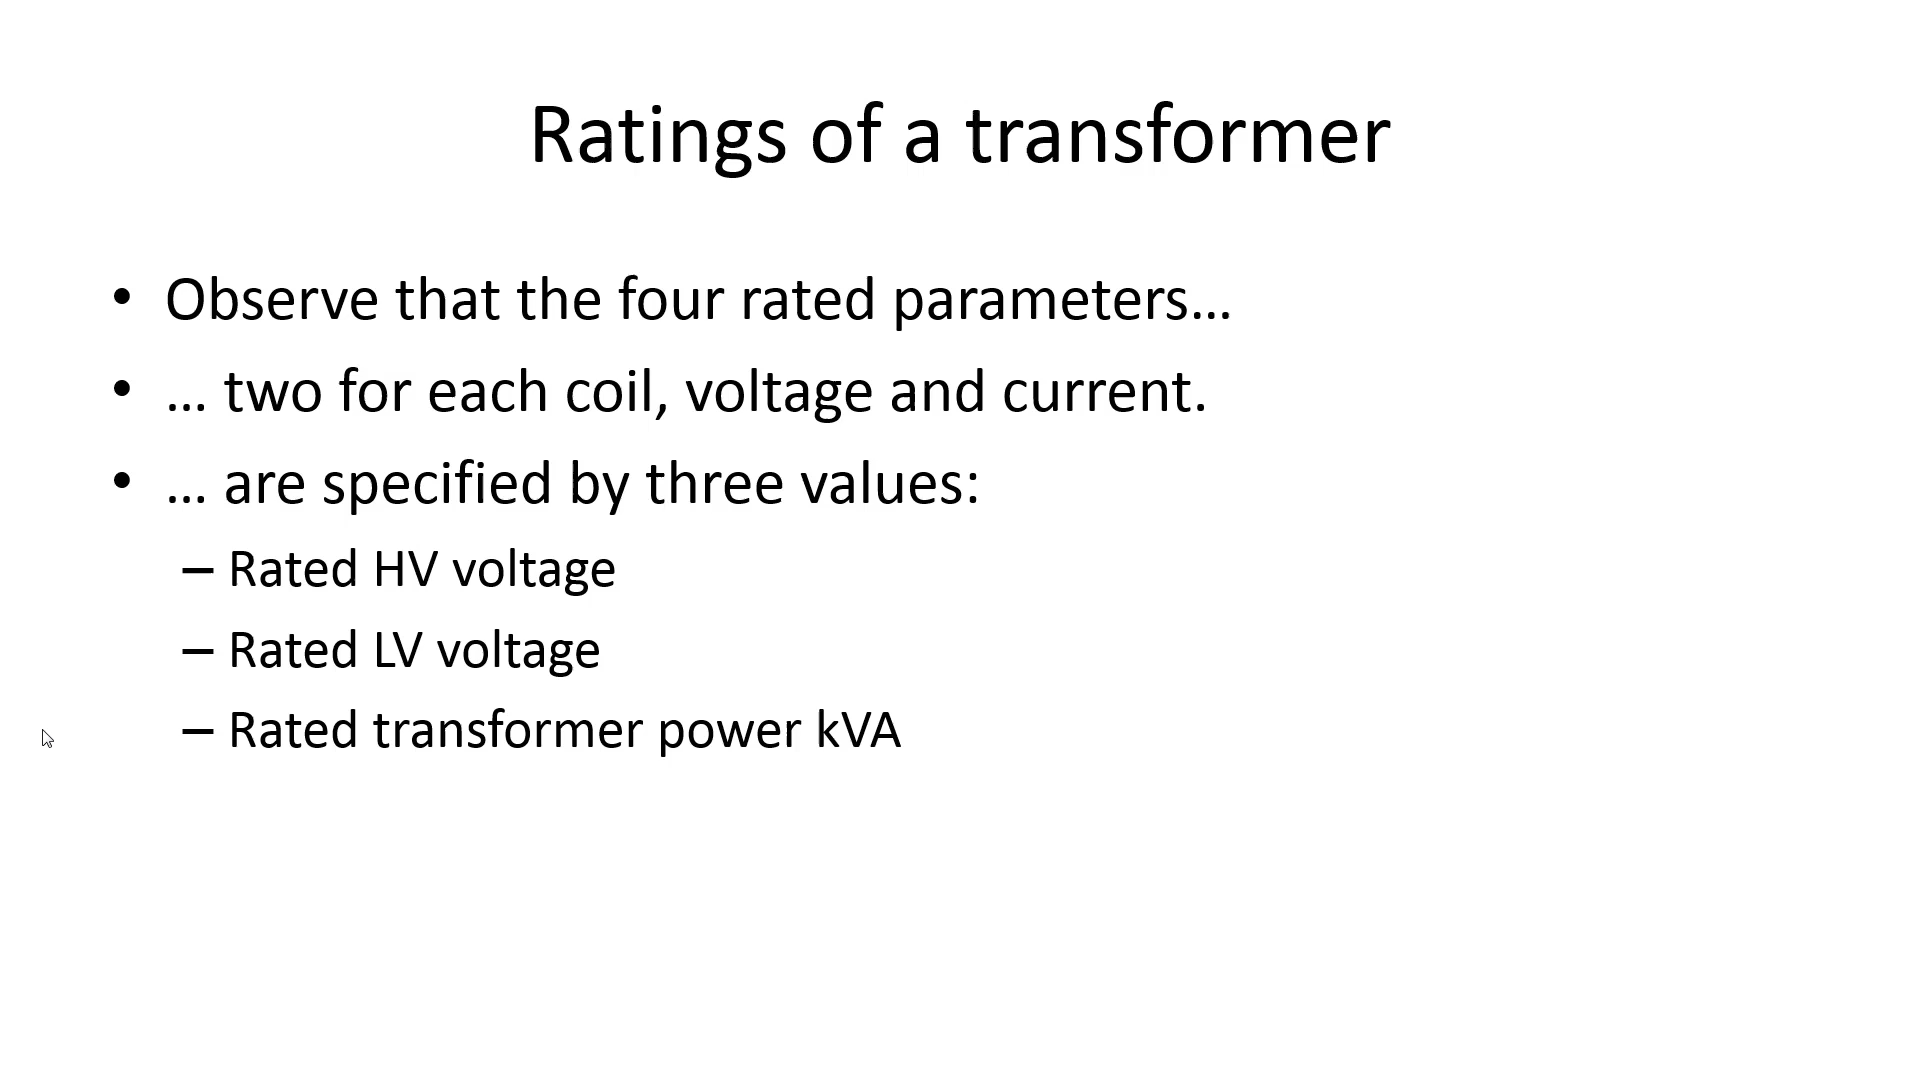 Ratings of a transformer
• Observe that the four rated parameters…
• … two for each coil, voltage and current.
• … are specified by three values:
– Rated HV voltage
– Rated LV voltage
– Rated transformer power kVA